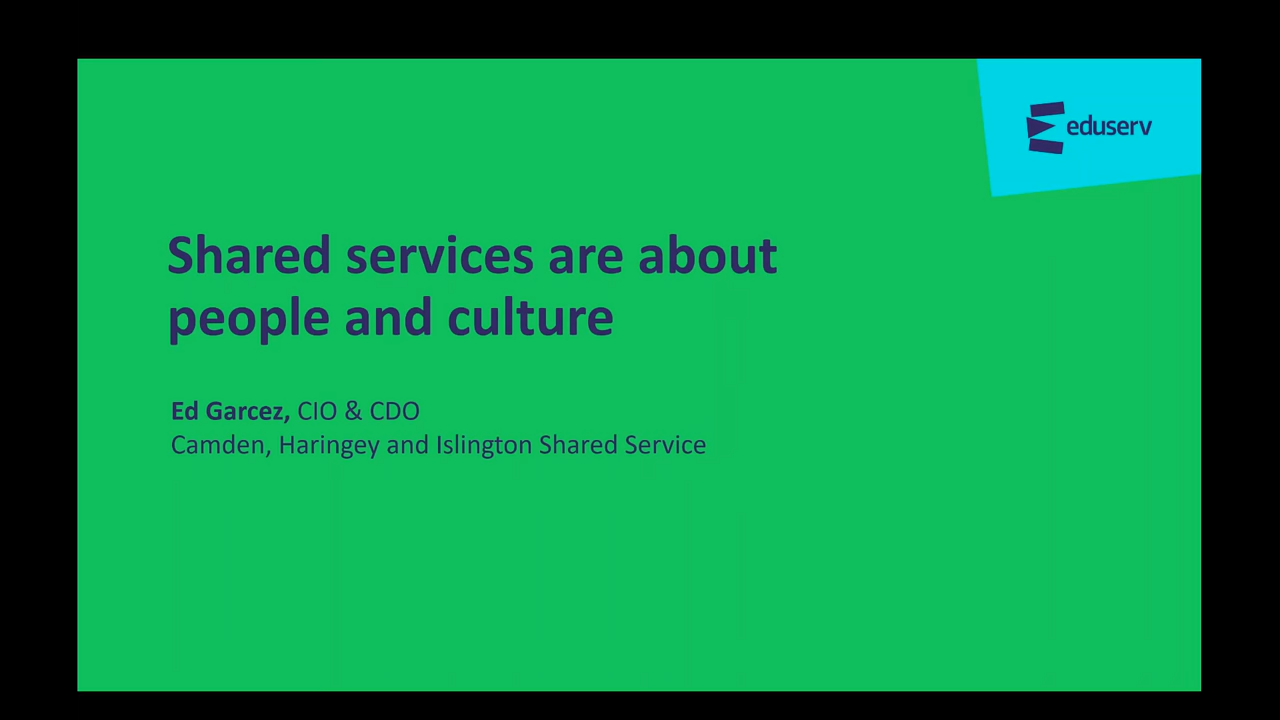 eduserv
Shared services are about
people and culture
Ed Garcez, CIO & CDO
Camden, Haringey and Islington Shared Service